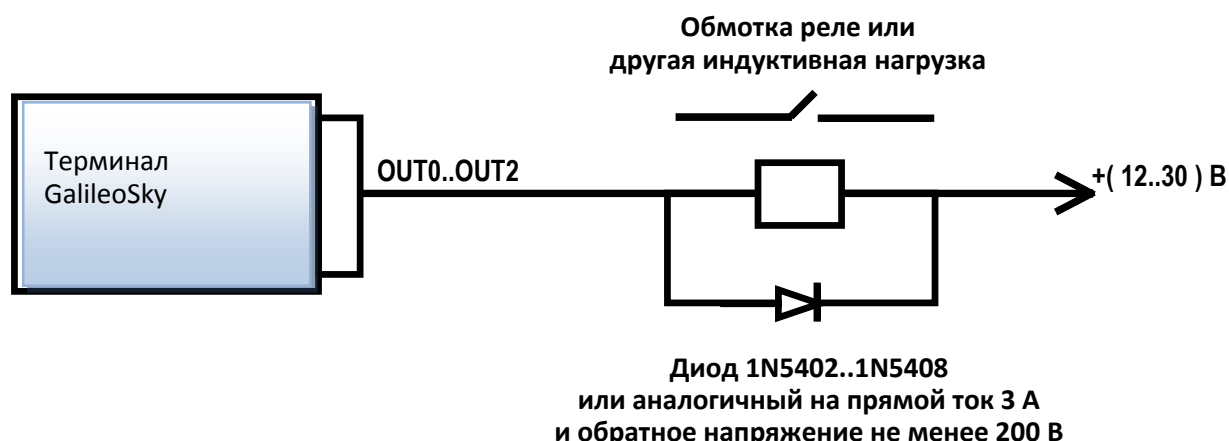 Обмотка реле или
другая индуктивная нагрузка
Терминал
GalileoSky
OUT0..OUT2
+( 12..30 ) В
Диод 1N5402..1N5408
или аналогичный на прямой ток 3 А
и обратное напряжение не менее 200 В